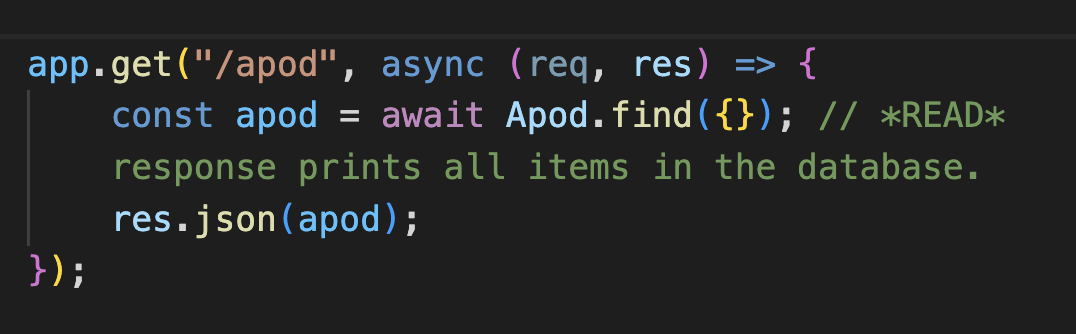 app.get("/apod", async (req, res) => {
    const apod = await Apod.find({}); // *READ*
    response prints all items in the database.
    res.json(apod);
});